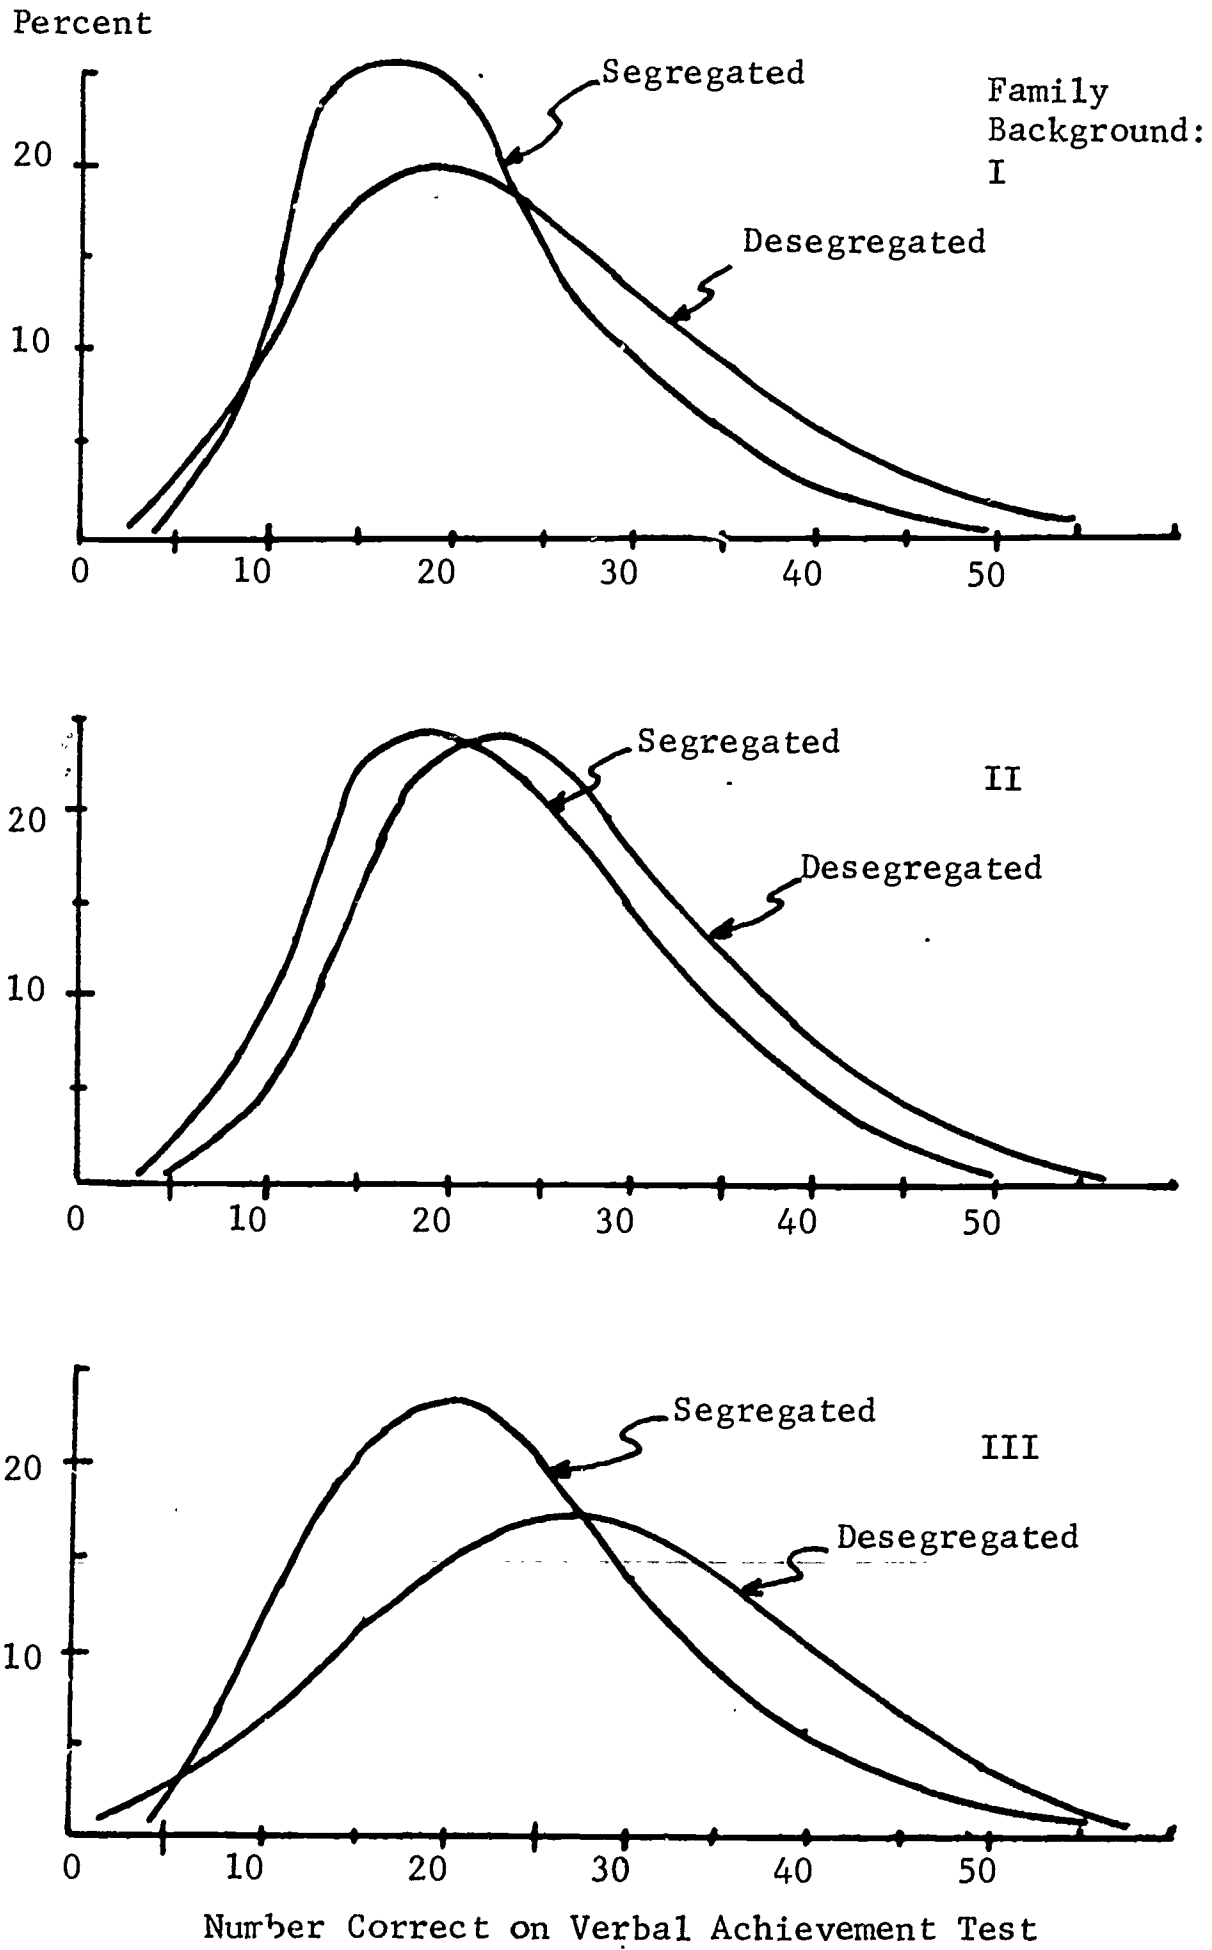 Percent
Segregated
Family
Background:
I
20
Desegregated
10
0 10 20 30 40 50
Segregated
II
20
Desegregated
10
0 10 20 30 40 50
Segregated
III
20
Desegregated
10
0 10 20 30 40 50
Number Correct on Verbal Achievement Test